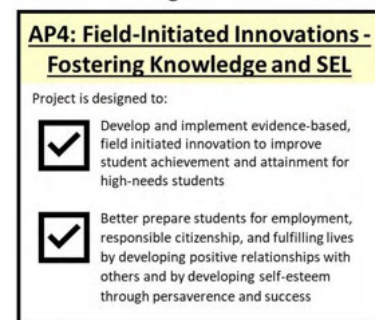 AP4: Field-Initiated Innovations -
Fostering Knowledge and SEL
Project is designed to:
Develop and implement evidence-based,
field initiated innovation to improve
student achievement and attainment for
high-needs students
Better prepare students for employment,
responsible citizenship, and fulfilling lives
by developing positive relationships with
others and by developing self-esteem
through persaverence and success